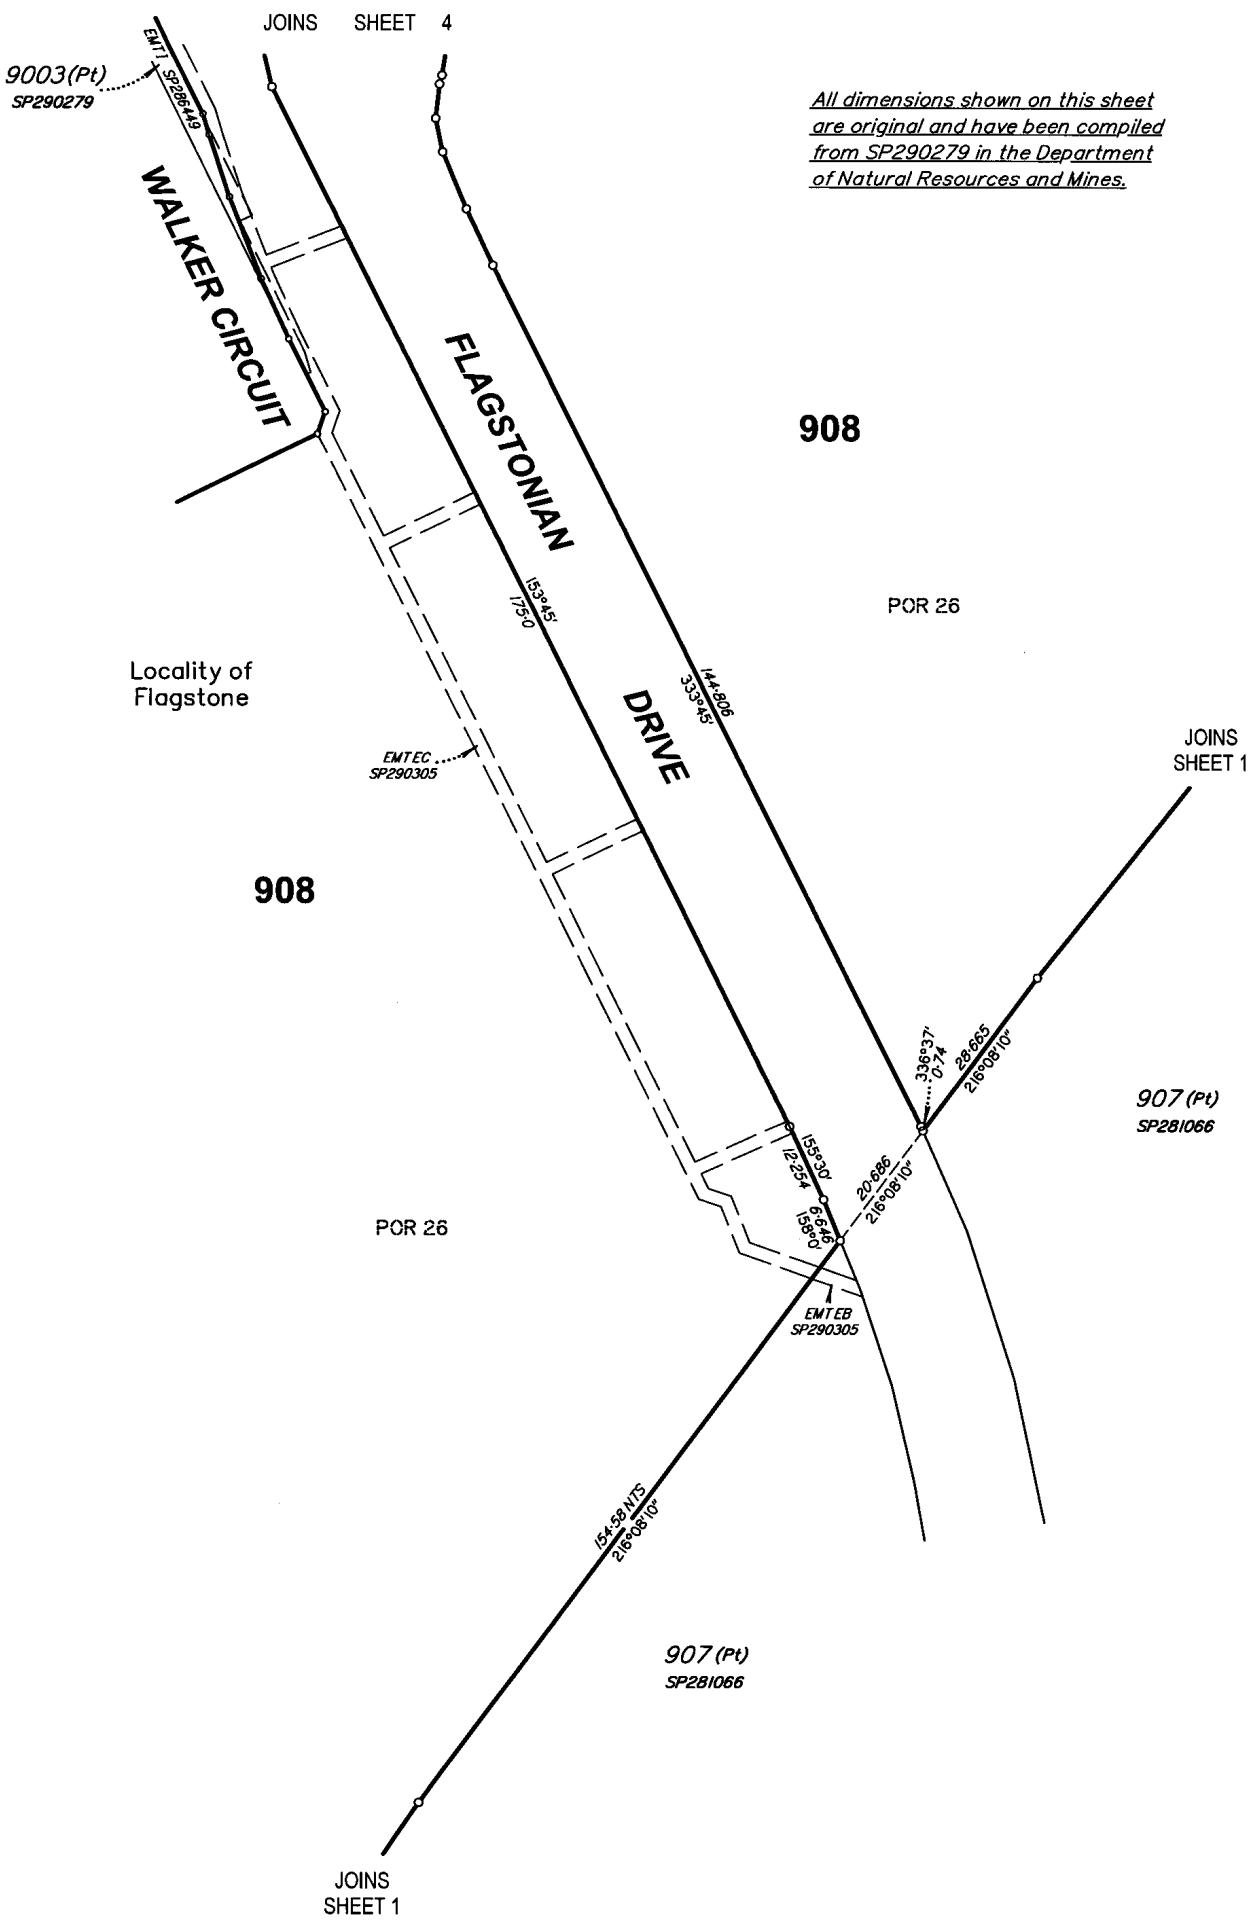 JOINS SHEET 4
EMT I SP286449
9003(Pt)
SP290279
All dimensions shown on this sheet
are original and have been compiled
from SP290279 in the Department
of Natural Resources and Mines.
WALKER CIRCUIT
FLAGSTONIAN
DRIVE
908
153°45'
175·0
POR 26
Locality of
Flagstone
144·806
333°45'
EMT EC
SP290305
JOINS
SHEET 1
908
336°37'
0·74
28·665
216°08'10"
907 (Pt)
SP281066
155°30'
12·254
20·686
216°08'10"
6·646
158°0'
POR 26
EMT EB
SP290305
154·58 NTS
216°08'10"
907 (Pt)
SP281066
JOINS
SHEET 1